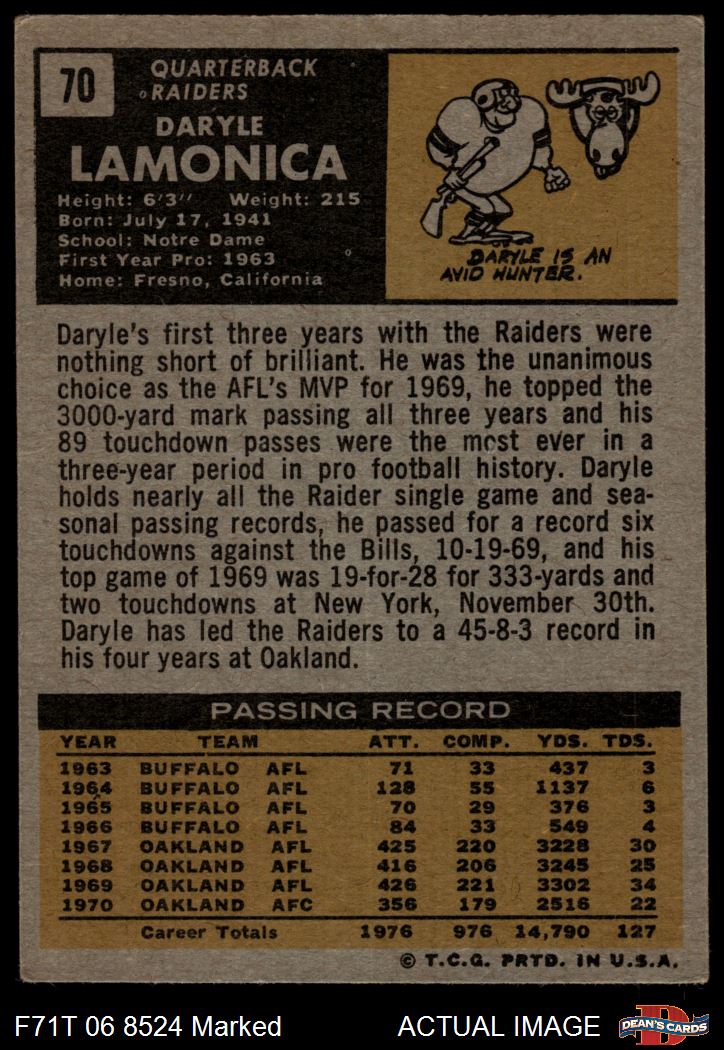 70
QUARTERBACK
RAIDERS
DARYLE
LAMONICA
Height: 6'3'' Weight: 215
Born: July 17, 1941
School: Notre Dame
First Year Pro: 1963
Home: Fresno, California
DARYLE IS AN
AVID HUNTER.
Daryle's first three years with the Raiders were
nothing short of brilliant. He was the unanimous
choice as the AFL's MVP for 1969, he topped the
3000-yard mark passing all three years and his
89 touchdown passes were the most ever in a
three-year period in pro football history. Daryle
holds nearly all the Raider single game and sea-
sonal passing records, he passed for a record six
touchdowns against the Bills, 10-19-69, and his
top game of 1969 was 19-for-28 for 333-yards and
two touchdowns at New York, November 30th.
Daryle has led the Raiders to a 45-8-3 record in
his four years at Oakland.
PASSING RECORD
YEAR TEAM ATT. COMP. YDS. TDS.
1963 BUFFALO AFL 71 33 437 3
1964 BUFFALO AFL 128 55 1137 6
1965 BUFFALO AFL 70 29 376 3
1966 BUFFALO AFL 84 33 549 4
1967 OAKLAND AFL 425 220 3228 30
1968 OAKLAND AFL 416 206 3245 25
1969 OAKLAND AFL 426 221 3302 34
1970 OAKLAND AFC 356 179 2516 22
Career Totals 1976 976 14,790 127
© T.C.G. PRTD. IN U.S.A.
F71T 06 8524 Marked ACTUAL IMAGE
D
DEAN'S CARDS